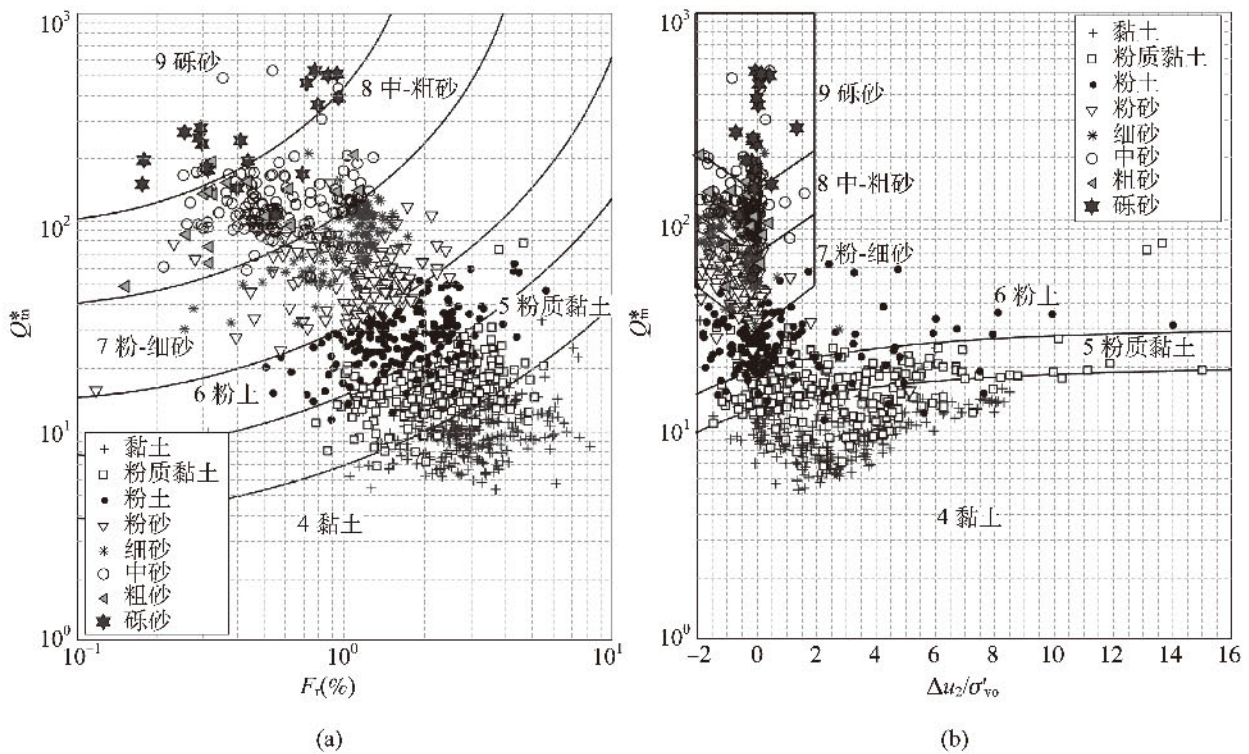 10³
10²
10¹
10⁰
Q*tn
9 砾砂
8 中-粗砂
5 粉质黏土
7 粉-细砂
6 粉上
4 黏土
黏土
粉质黏土
粉土
粉砂
细砂
中砂
粗砂
砾砂
10⁻¹
10⁰
10¹
Fr(%)
(a)
10³
10²
10¹
10⁰
Q*tn
黏土
粉质黏土
粉土
粉砂
细砂
中砂
粗砂
砾砂
9 砾砂
8 中-粗砂
7 粉-细砂
6 粉上
5 粉质黏土
4 黏上
−2 0 2 4 6 8 10 12 14 16
Δu₂/σ′vo
(b)